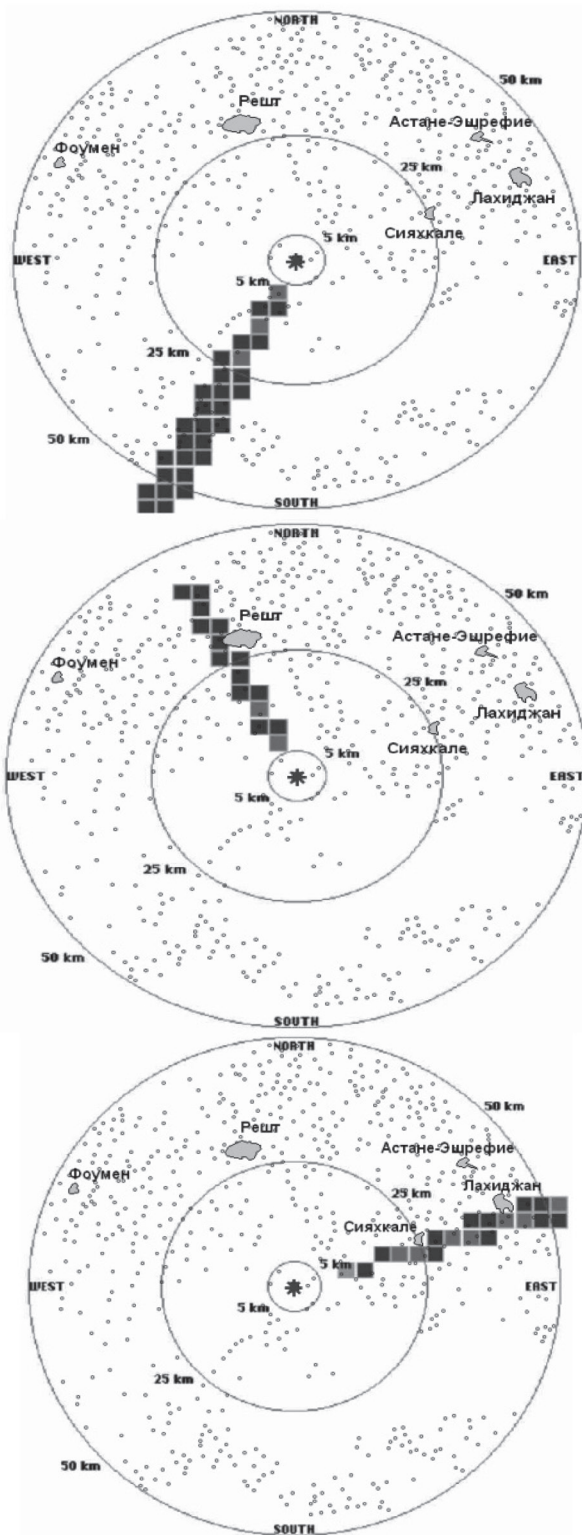 NORTH
50 km
Решт
Астане-Эшрефие
Фоумен
25 km
Лахиджан
Сияхкале
5 km
WEST
EAST
5 km
25 km
50 km
SOUTH
NORTH
50 km
Решт
Астане-Эшрефие
Фоумен
25 km
Лахиджан
Сияхкале
5 km
WEST
EAST
5 km
25 km
50 km
SOUTH
NORTH
50 km
Решт
Астане-Эшрефие
Фоумен
25 km
Лахиджан
Сияхкале
5 km
WEST
EAST
5 km
25 km
50 km
SOUTH